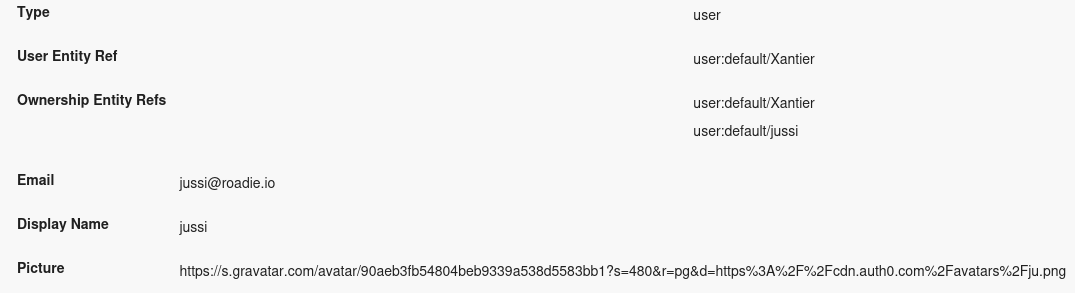 Type user
User Entity Ref user:default/Xantier
Ownership Entity Refs user:default/Xantier
user:default/jussi
Email jussi@roadie.io
Display Name jussi
Picture https://s.gravatar.com/avatar/90aeb3fb54804beb9339a538d5583bb1?s=480&r=pg&d=https%3A%2F%2Fcdn.auth0.com%2Favatars%2Fju.png